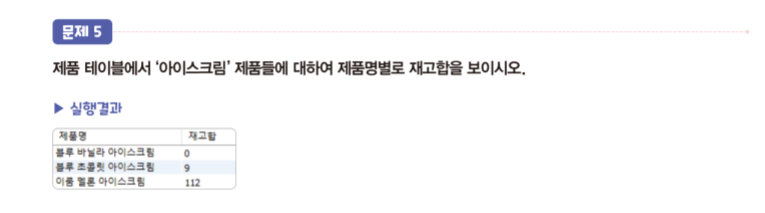 문제 5
제품 테이블에서 ‘아이스크림’ 제품들에 대하여 제품명별로 재고합을 보이시오.
▶ 실행결과
제품명 재고합
블루 바닐라 아이스크림 0
블루 초콜릿 아이스크림 9
이룸 멜론 아이스크림 112